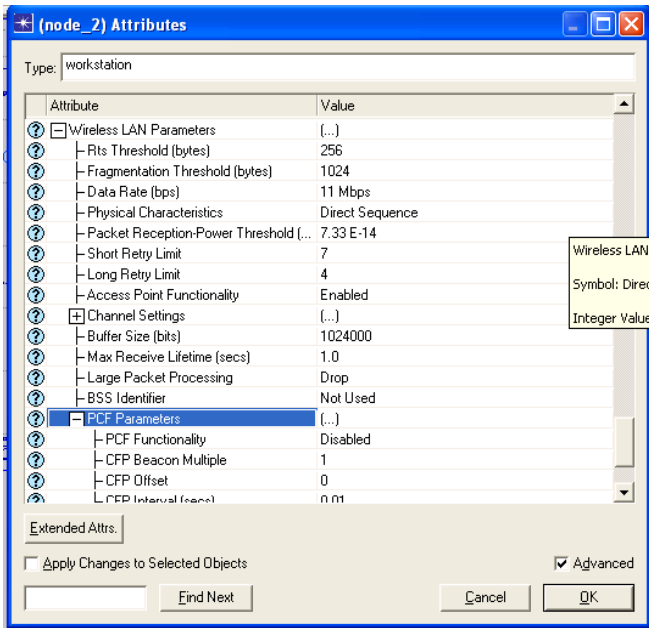 (node_2) Attributes
Type: workstation
Attribute Value
Wireless LAN Parameters (...)
Rts Threshold (bytes) 256
Fragmentation Threshold (bytes) 1024
Data Rate (bps) 11 Mbps
Physical Characteristics Direct Sequence
Packet Reception-Power Threshold (... 7.33 E-14
Short Retry Limit 7
Long Retry Limit 4
Access Point Functionality Enabled
Channel Settings (...)
Buffer Size (bits) 1024000
Max Receive Lifetime (secs) 1.0
Large Packet Processing Drop
BSS Identifier Not Used
PCF Parameters (...)
PCF Functionality Disabled
CFP Beacon Multiple 1
CFP Offset 0
CFP Interval (secs) 0.01
Wireless LAN
Symbol: Direc
Integer Value
Extended Attrs.
Apply Changes to Selected Objects
Advanced
Find Next
Cancel
OK